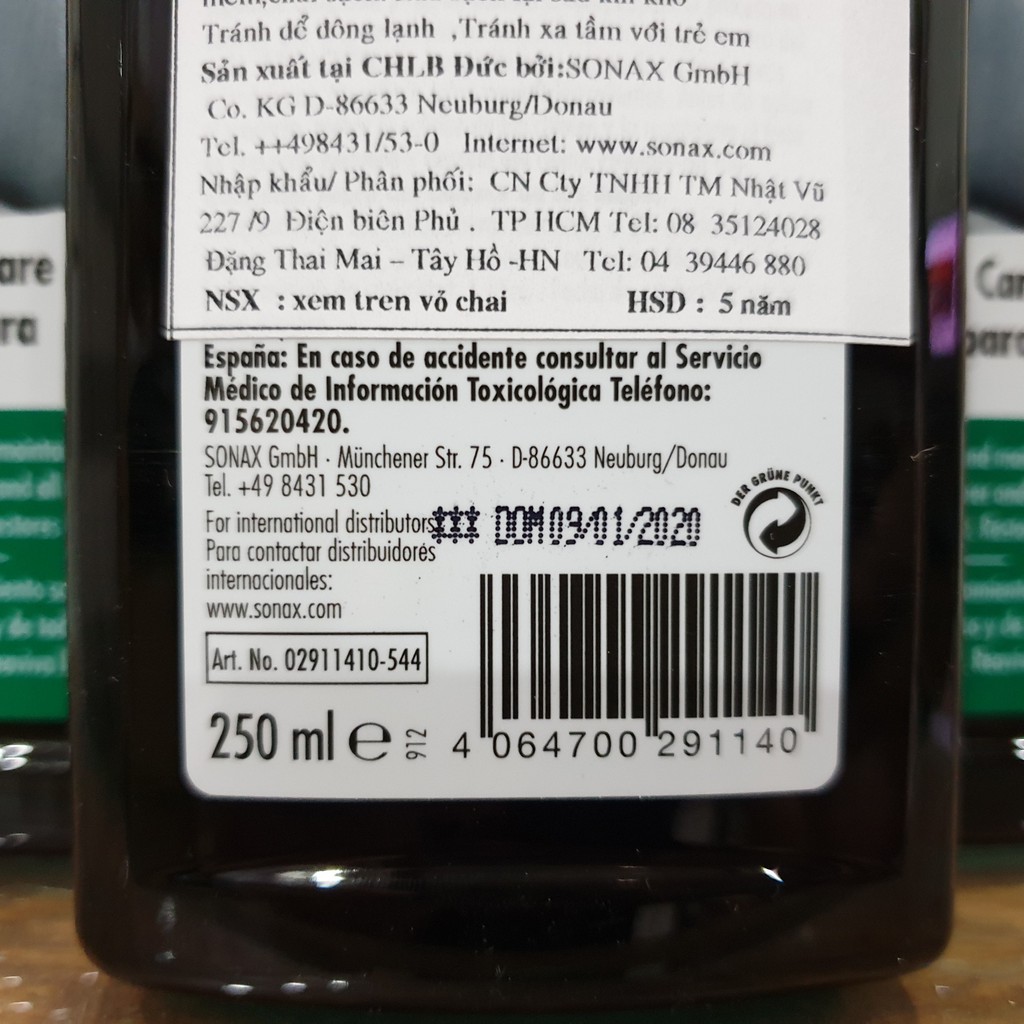 Tránh dể đông lạnh ,Tránh xa tầm với trẻ em
Sản xuất tại CHLB Đức bởi:SONAX GmbH
Co. KG D-86633 Neuburg/Donau
Tel. ++498431/53-0 Internet: www.sonax.com
Nhập khẩu/ Phân phối: CN Cty TNHH TM Nhật Vũ
227 /9 Điện biên Phủ . TP HCM Tel: 08 35124028
Đặng Thai Mai – Tây Hồ -HN Tel: 04 39446 880
NSX : xem tren vỏ chai HSD : 5 năm
España: En caso de accidente consultar al Servicio
Médico de Información Toxicológica Teléfono:
915620420.
SONAX GmbH · Münchener Str. 75 · D-86633 Neuburg/Donau
Tel. +49 8431 530
DER GRÜNE PUNKT
For international distributors
DOM09/01/2020
Para contactar distribuidores
internacionales:
www.sonax.com
Art. No. 02911410-544
250 ml e 912
4 064700 291140
are
ra
Car
para